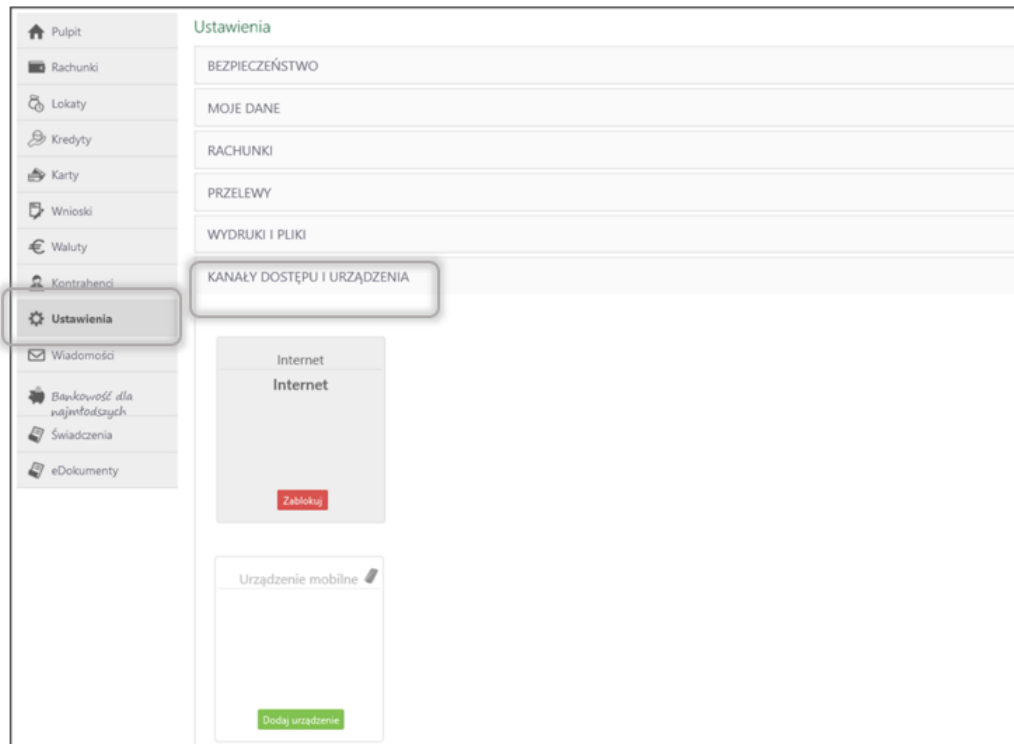 Pulpit
Rachunki
Lokaty
Kredyty
Karty
Wnioski
Waluty
Kontrahenci
Ustawienia
Wiadomości
Bankowość dla
najmłodszych
Świadczenia
eDokumenty
Ustawienia
BEZPIECZEŃSTWO
MOJE DANE
RACHUNKI
PRZELEWY
WYDRUKI I PLIKI
KANAŁY DOSTĘPU I URZĄDZENIA
Internet
Internet
Zablokuj
Urządzenie mobilne
Dodaj urządzenie